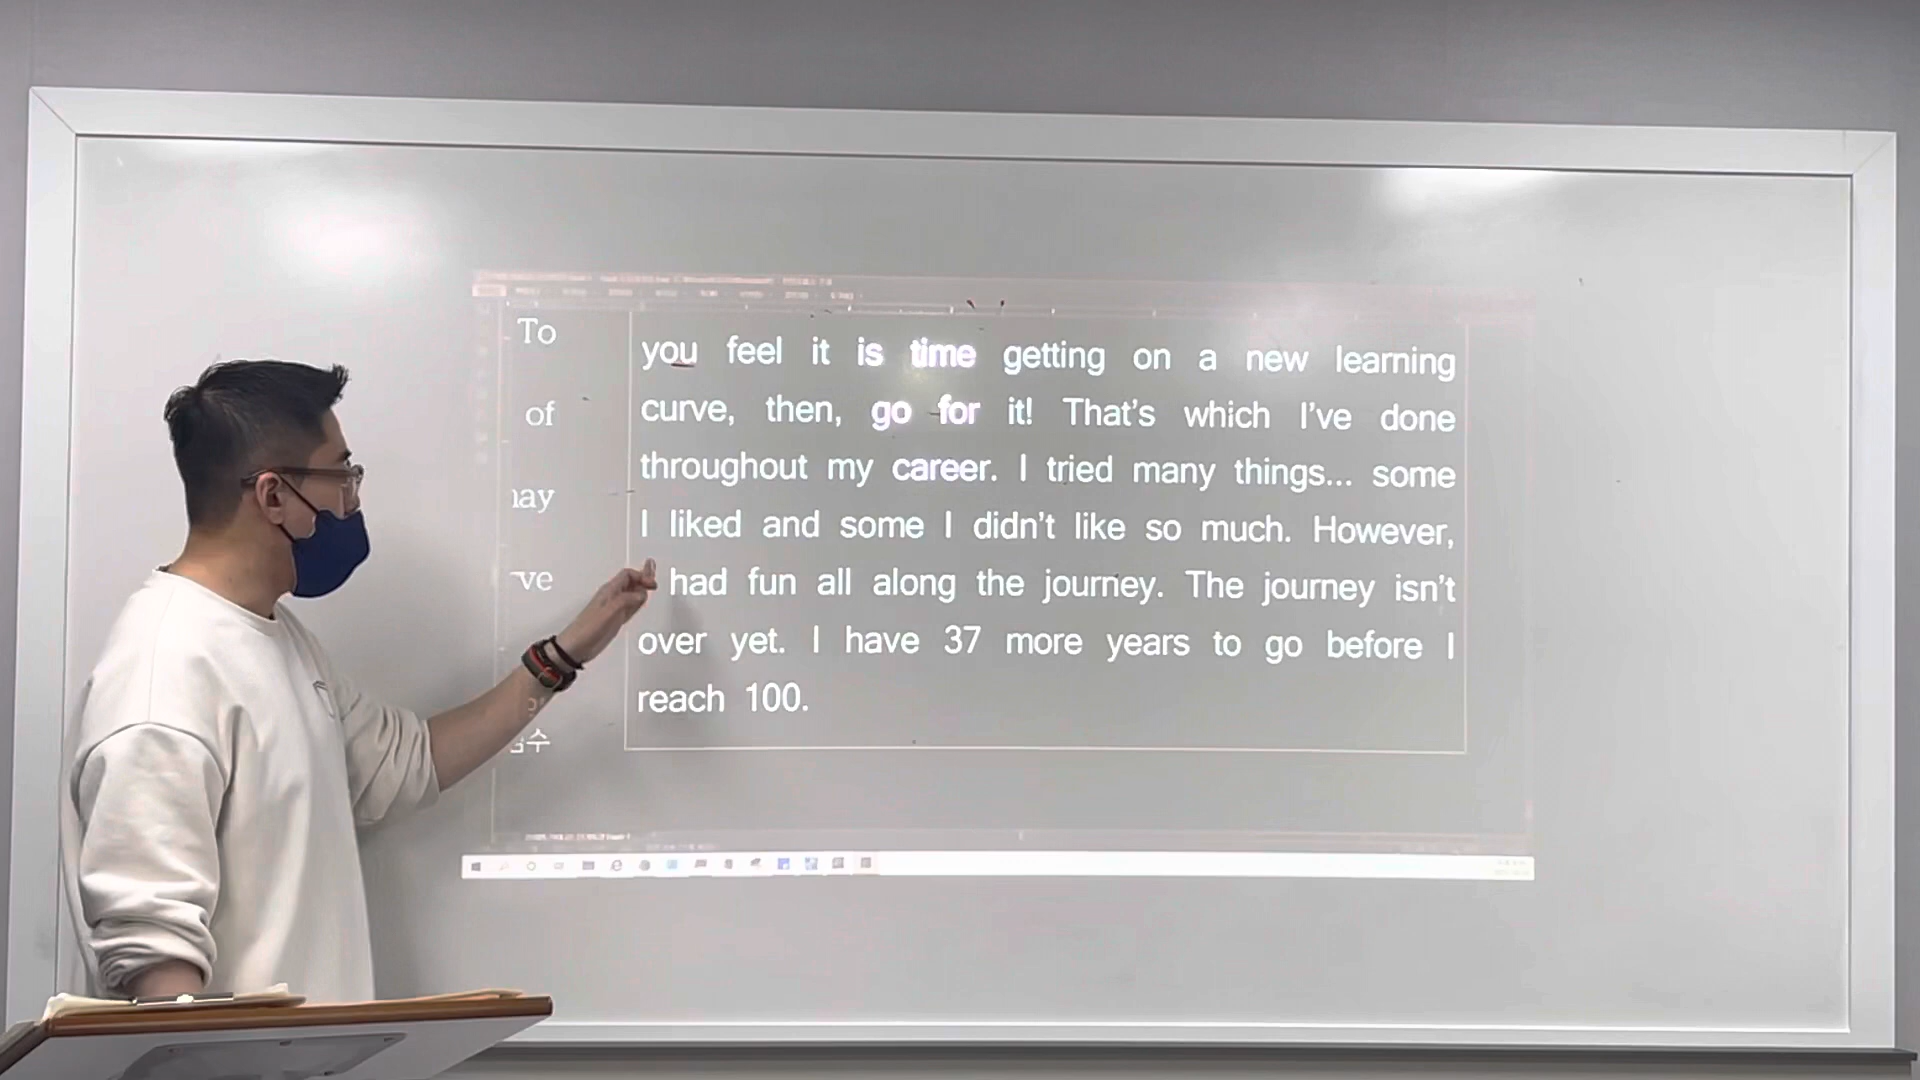 To
of
ve
수
you feel it is time getting on a new learning
curve, then, go for it! That's which I've done
throughout my career. I tried many things... some
I liked and some I didn't like so much. However,
had fun all along the journey. The journey isn't
over yet. I have 37 more years to go before I
reach 100.